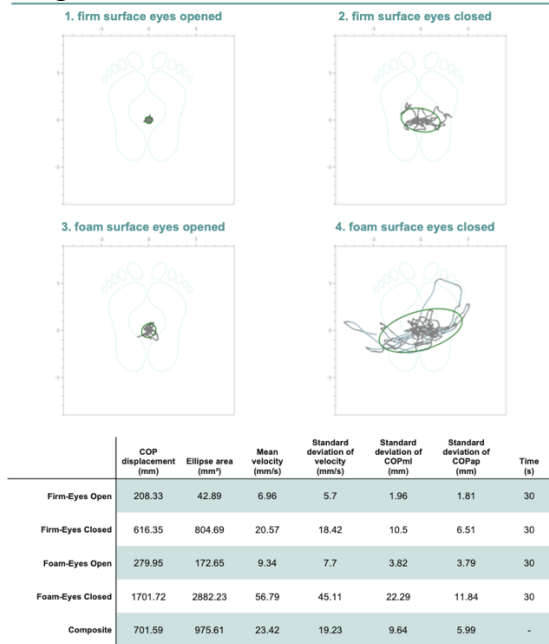 1. firm surface eyes opened
2. firm surface eyes closed
3. foam surface eyes opened
4. foam surface eyes closed
COP displacement (mm) Ellipse area (mm²) Mean velocity (mm/s) Standard deviation of velocity (mm/s) Standard deviation of COPml (mm) Standard deviation of COPap (mm) Time (s)
Firm-Eyes Open 208.33 42.89 6.96 5.7 1.96 1.81 30
Firm-Eyes Closed 616.35 804.69 20.57 18.42 10.5 6.51 30
Foam-Eyes Open 279.95 172.65 9.34 7.7 3.82 3.79 30
Foam-Eyes Closed 1701.72 2882.23 56.79 45.11 22.29 11.84 30
Composite 701.59 975.61 23.42 19.23 9.64 5.99 -